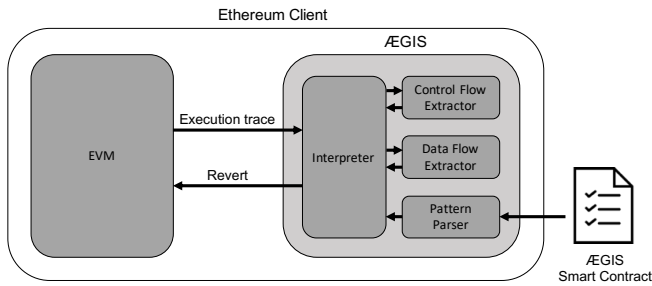 Ethereum Client
ÆGIS
Control Flow
Extractor
Execution trace
EVM
Interpreter
Data Flow
Extractor
Revert
Pattern
Parser
ÆGIS
Smart Contract